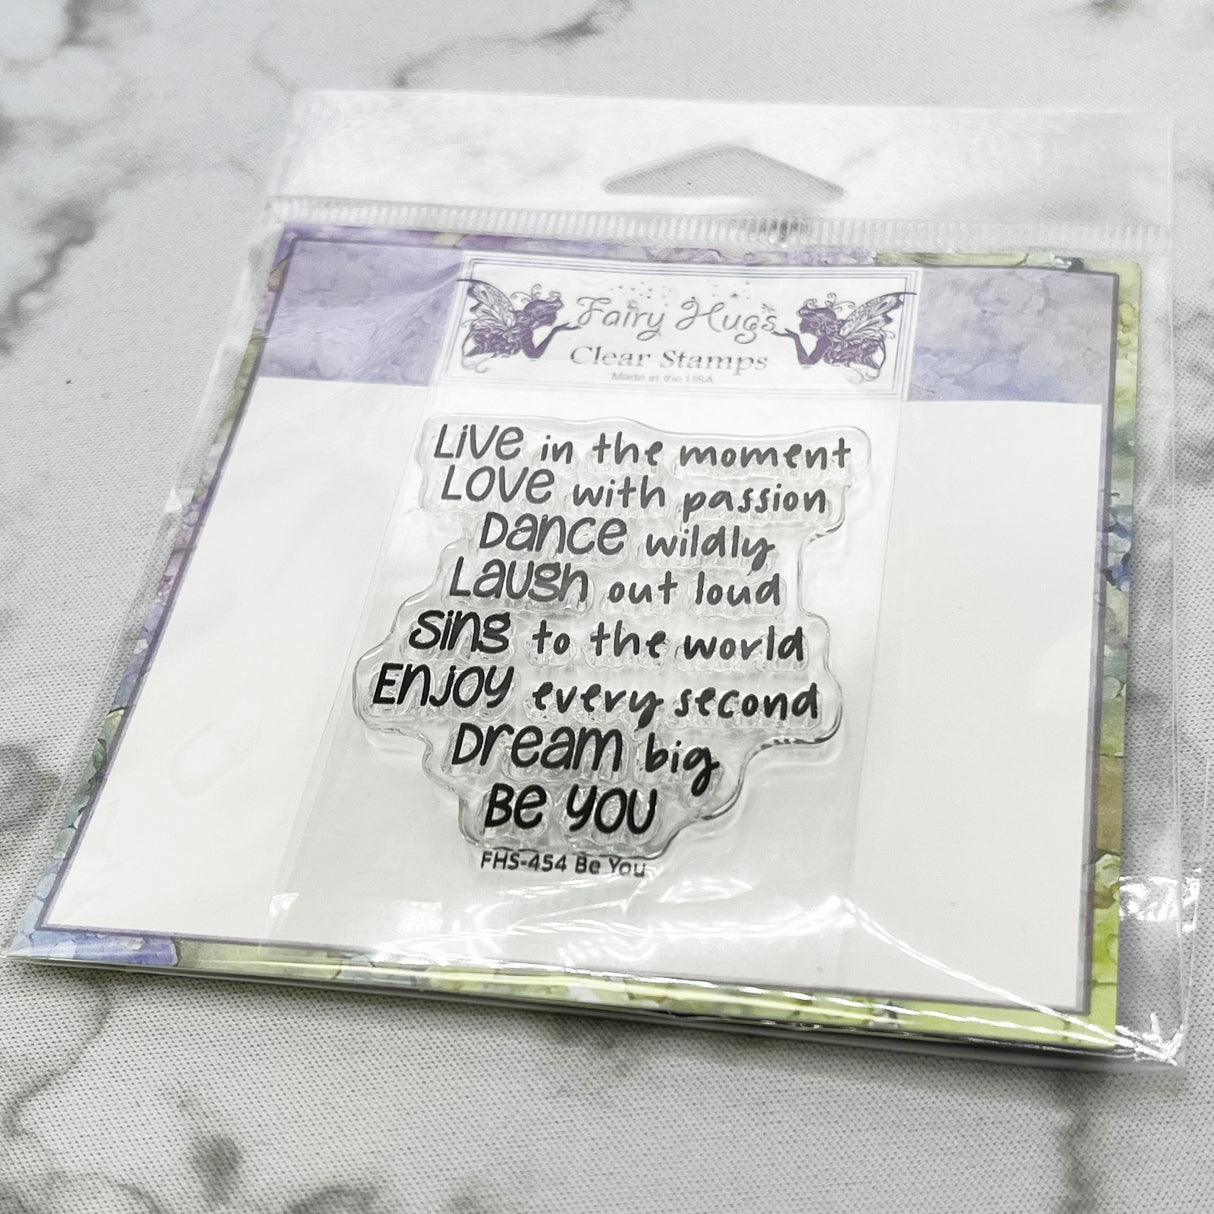 Fairy Hugs
Clear Stamps
Made in the USA
Live in the moment
Love with passion
Dance wildly
Laugh out loud
Sing to the world
Enjoy every second
Dream big
Be YOU
FHS-454 Be You